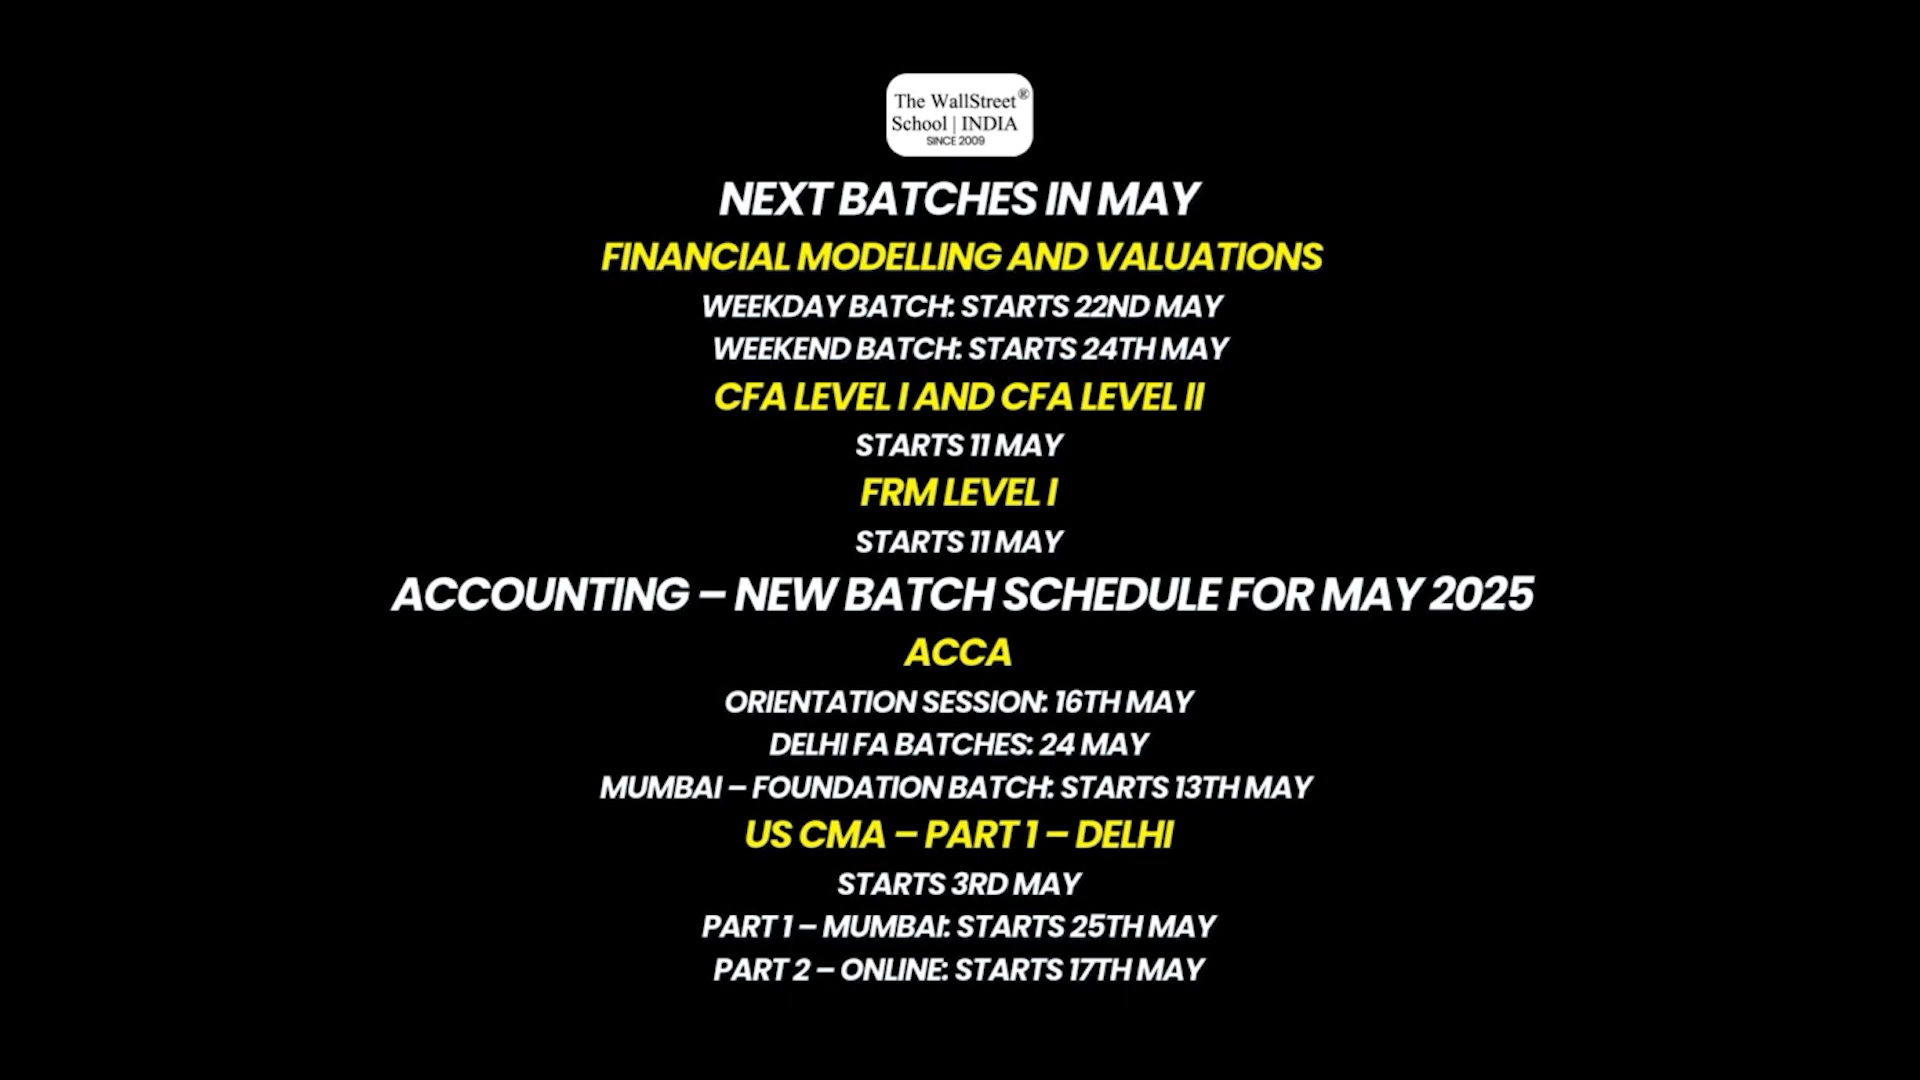 The WallStreet®
School | INDIA
SINCE 2009
NEXT BATCHES IN MAY
FINANCIAL MODELLING AND VALUATIONS
WEEKDAY BATCH: STARTS 22ND MAY
WEEKEND BATCH: STARTS 24TH MAY
CFA LEVEL I AND CFA LEVEL II
STARTS 11 MAY
FRM LEVEL I
STARTS 11 MAY
ACCOUNTING – NEW BATCH SCHEDULE FOR MAY 2025
ACCA
ORIENTATION SESSION: 16TH MAY
DELHI FA BATCHES: 24 MAY
MUMBAI – FOUNDATION BATCH: STARTS 13TH MAY
US CMA – PART 1 – DELHI
STARTS 3RD MAY
PART 1 – MUMBAI: STARTS 25TH MAY
PART 2 – ONLINE: STARTS 17TH MAY